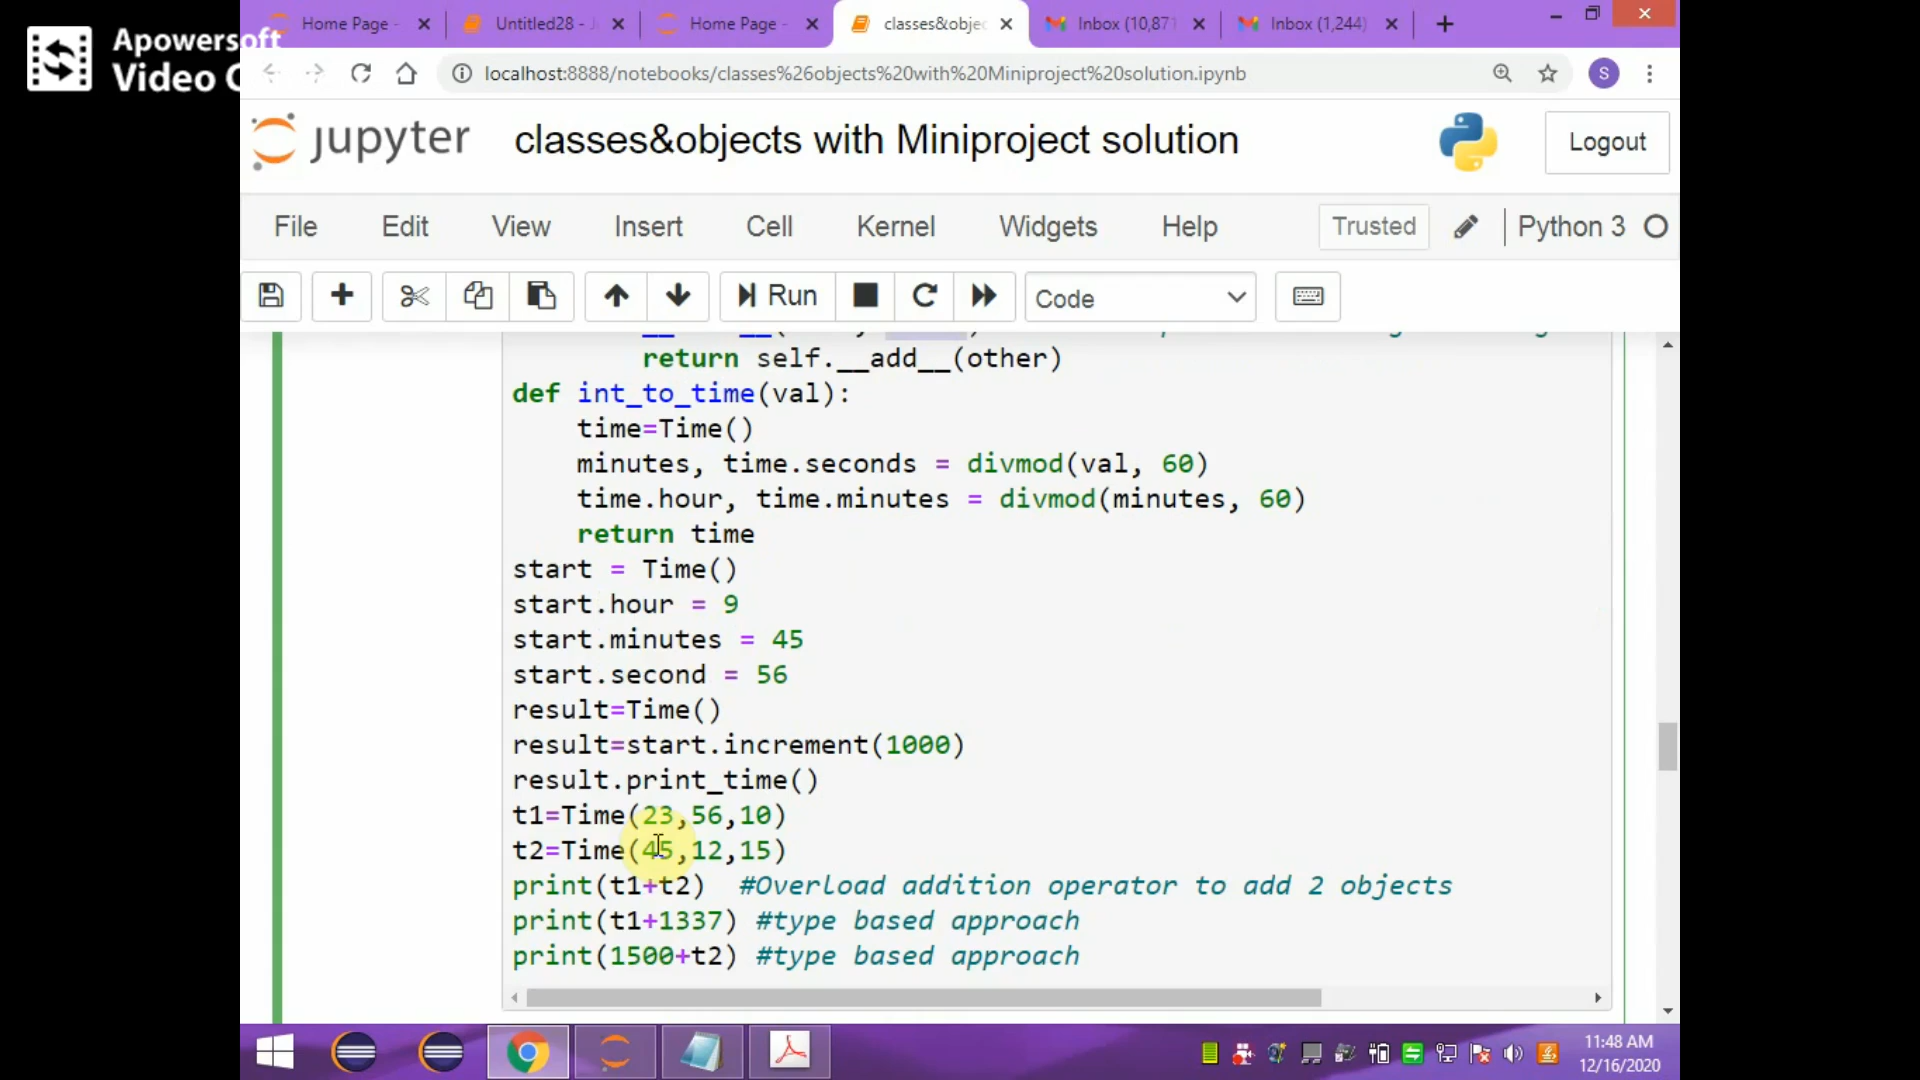 Apowersoft
Video C
Home Page -
Untitled28 -
Home Page -
classes&objec
Inbox (10,871
Inbox (1,244)
localhost:8888/notebooks/classes%26objects%20with%20Miniproject%20solution.ipynb
S
jupyter
classes&objects with Miniproject solution
Logout
File Edit View Insert Cell Kernel Widgets Help
Trusted
Python 3
Run
Code
return self.__add__(other)
def int_to_time(val):
time=Time()
minutes, time.seconds = divmod(val, 60)
time.hour, time.minutes = divmod(minutes, 60)
return time
start = Time()
start.hour = 9
start.minutes = 45
start.second = 56
result=Time()
result=start.increment(1000)
result.print_time()
t1=Time(23,56,10)
t2=Time(45,12,15)
print(t1+t2) #Overload addition operator to add 2 objects
print(t1+1337) #type based approach
print(1500+t2) #type based approach
11:48 AM
12/16/2020